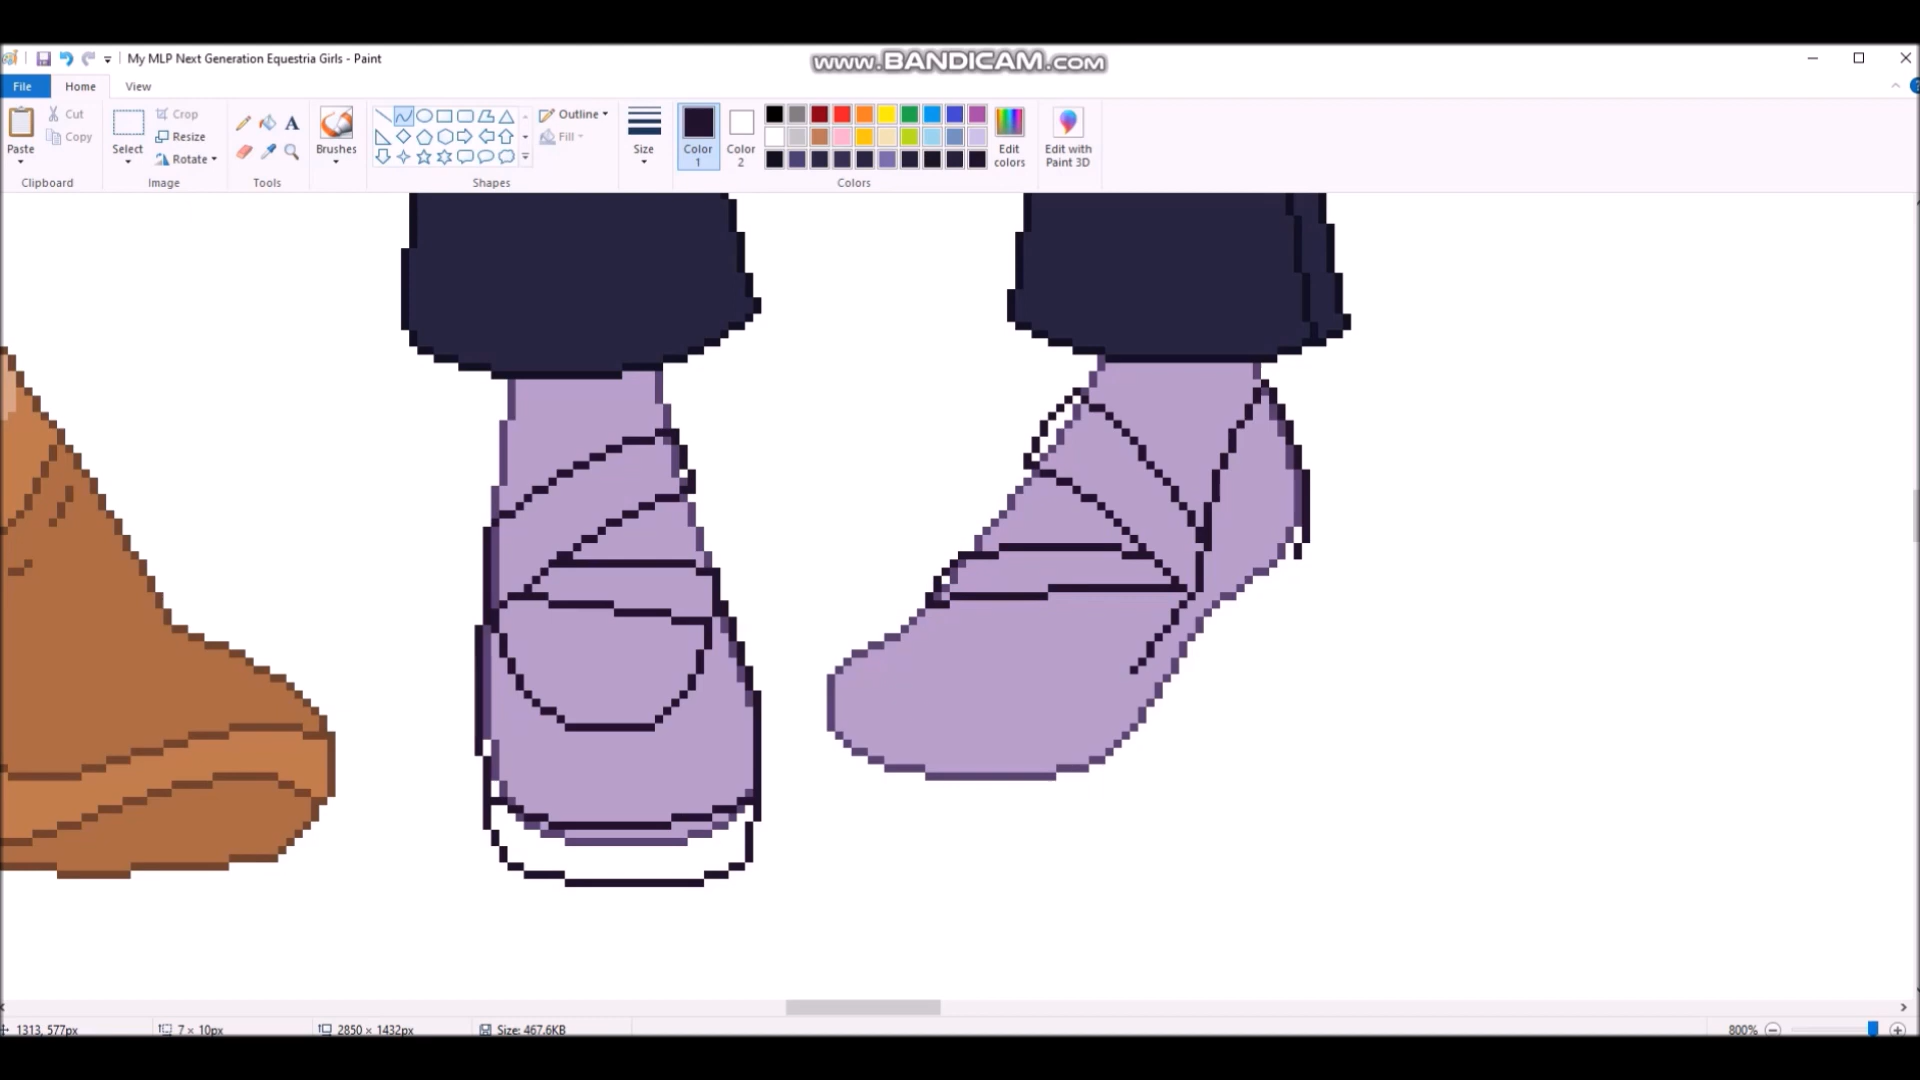 My MLP Next Generation Equestria Girls - Paint
www.BANDICAM.com
File
Home
View
Paste
Cut
Copy
Clipboard
Select
Crop
Resize
Rotate
Image
A
Tools
Brushes
Shapes
Outline
Fill
Size
Color
1
Color
2
Edit
colors
Colors
Edit with
Paint 3D
1313, 577px
7 × 10px
2850 × 1432px
Size: 467.6KB
800%